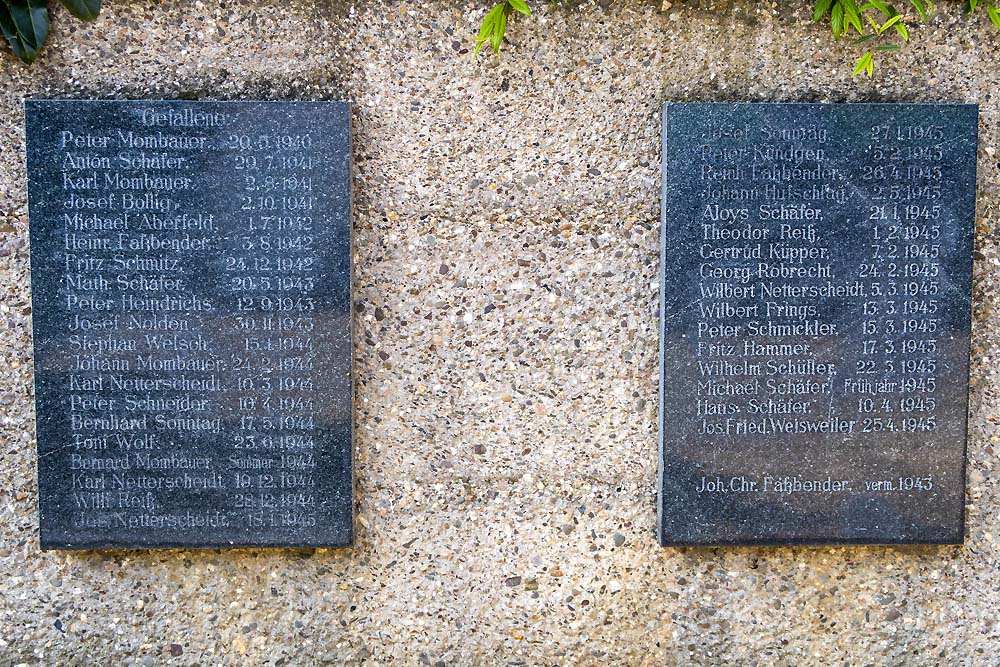 Gefallene:
Peter Mombauer. 20.5.1940
Anton Schäfer. 29.7.1941
Karl Mombauer. 2.8.1941
Josef Bollig. 2.10.1941
Michael Aberfeld. 1.7.1942
Heinr. Faßbender. 3.8.1942
Fritz Schmitz. 24.12.1942
Math. Schäfer. 20.5.1943
Peter Heindrichs. 12.9.1943
Josef Nolden. 30.11.1943
Stephan Welsch. 15.1.1944
Johann Mombauer. 24.2.1944
Karl Netterscheidt. 10.3.1944
Peter Schneider. 10.4.1944
Bernhard Sonntag. 17.5.1944
Toni Wolf. 23.6.1944
Bernard Mombauer. Sommer 1944
Karl Netterscheidt. 19.12.1944
Willi Reiß. 28.12.1944
Jos. Netterscheidt. 18.1.1945
Josef Sonntag. 27.1.1945
Peter Kündgen. 5.2.1945
Reinh. Faßbender. 26.4.1945
Johann Hufschlag. 2.5.1945
Aloys Schäfer. 21.1.1945
Theodor Reiß. 1.2.1945
Gertrud Küpper. 7.2.1945
Georg Robrecht. 24.2.1945
Wilbert Netterscheidt. 5.3.1945
Wilbert Frings. 13.3.1945
Peter Schmickler. 15.3.1945
Fritz Hammer. 17.3.1945
Wilhelm Schüller. 22.3.1945
Michael Schäfer. Frühjahr 1945
Hans Schäfer. 10.4.1945
Jos. Fried. Weisweiler 25.4.1945
Joh. Chr. Faßbender. verm. 1943